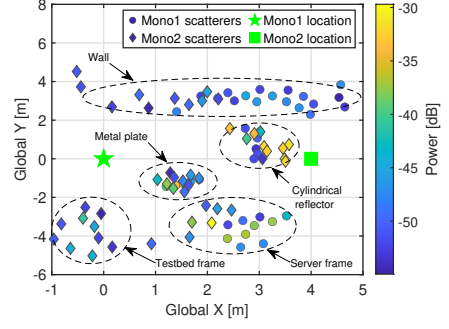 8
6
4
2
0
-2
-4
-6
-1
0
1
2
3
4
5
Global X [m]
Global Y [m]
Mono1 scatterers
Mono1 location
Mono2 scatterers
Mono2 location
Wall
Metal plate
Cylindrical
reflector
Testbed frame
Server frame
-30
-35
-40
-45
-50
Power [dB]